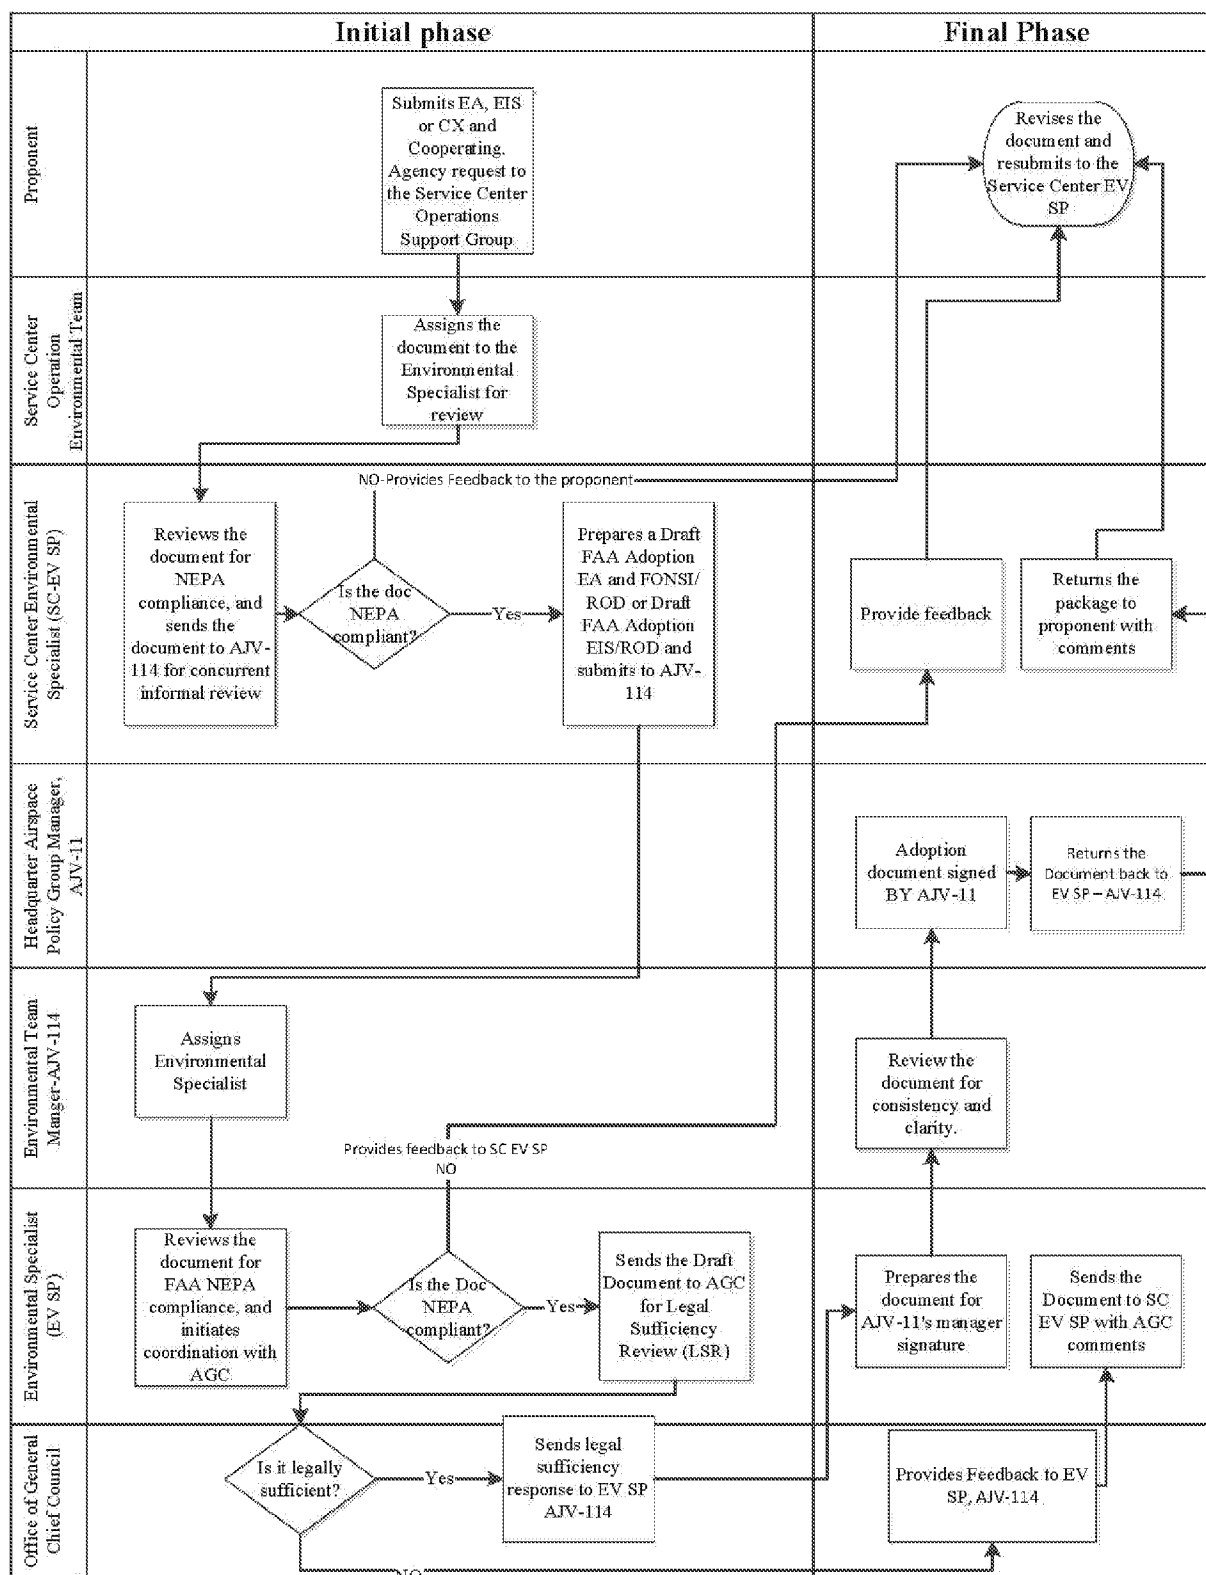 Initial phase
Final Phase
Proponent
Submits EA, EIS
or CX and
Cooperating.
Agency request to
the Service Center
Operations
Support Group
Revises the
document and
resubmits to the
Service Center EV
SP
Service Center
Operation
Environmental Team
Assigns the
document to the
Environmental
Specialist for
review
Service Center Environmental
Specialist (SC-EV SP)
NO-Provides Feedback to the proponent
Reviews the
document for
NEPA
compliance, and
sends the
document to AJV-
114 for concurrent
informal review
Is the doc
NEPA
compliant?
Yes
Prepares a Draft
FAA Adoption
EA and FONSI/
ROD or Draft
FAA Adoption
EIS/ROD and
submits to AJV-
114
Provide feedback
Returns the
package to
proponent with
comments
Headquarter Airspace
Policy Group Manager,
AJV-11
Adoption
document signed
BY AJV-11
Returns the
Document back to
EV SP – AJV-114
Environmental Team
Manger-AJV-114
Assigns
Environmental
Specialist
Provides feedback to SC EV SP
NO
Review the
document for
consistency and
clarity.
Environmental Specialist
(EV SP)
Reviews the
document for
FAA NEPA
compliance, and
initiates
coordination with
AGC
Is the Doc
NEPA
compliant?
Yes
Sends the Draft
Document to AGC
for Legal
Sufficiency
Review (LSR)
Prepares the
document for
AJV-11's manager
signature
Sends the
Document to SC
EV SP with AGC
comments
Office of General
Chief Council
Is it legally
sufficient?
Yes
Sends legal
sufficiency
response to EV SP
AJV-114
Provides Feedback to EV
SP, AJV-114
NO